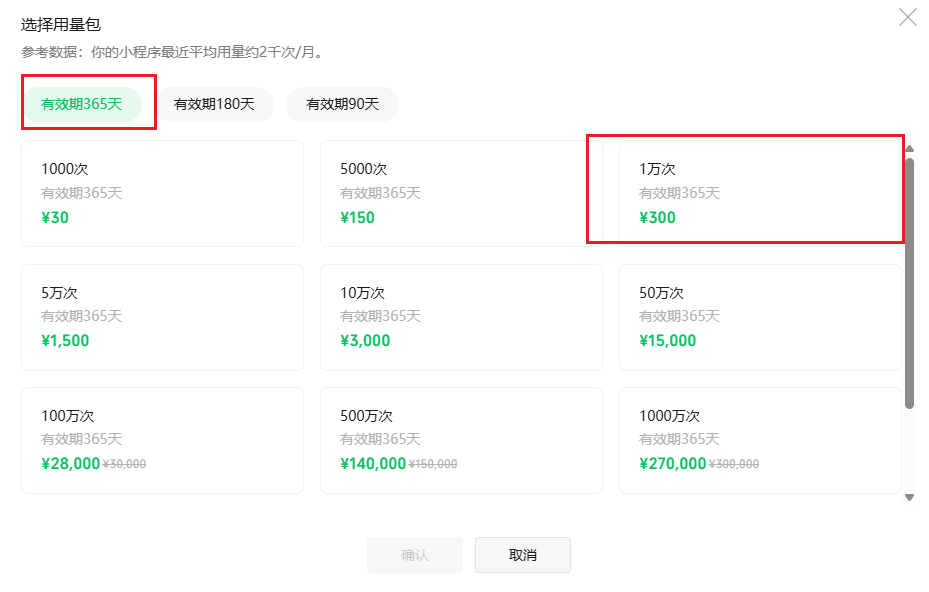 选择用量包
参考数据：你的小程序最近平均用量约2千次/月。
有效期365天 有效期180天 有效期90天
1000次
有效期365天
¥30
5000次
有效期365天
¥150
1万次
有效期365天
¥300
5万次
有效期365天
¥1,500
10万次
有效期365天
¥3,000
50万次
有效期365天
¥15,000
100万次
有效期365天
¥28,000 ¥30,000
500万次
有效期365天
¥140,000 ¥150,000
1000万次
有效期365天
¥270,000 ¥300,000
确认 取消